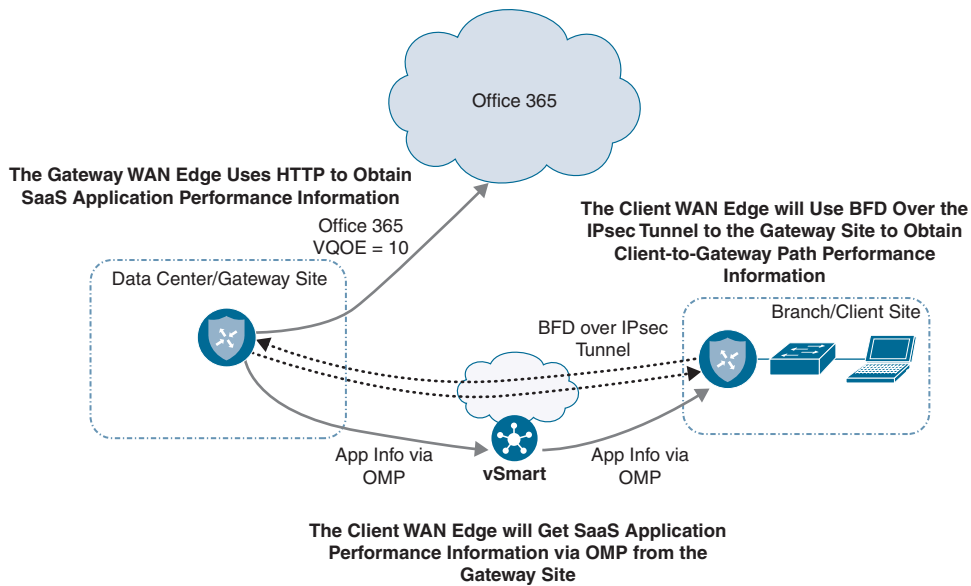 Office 365
The Gateway WAN Edge Uses HTTP to Obtain
SaaS Application Performance Information
Office 365
VQOE = 10
The Client WAN Edge will Use BFD Over the
IPsec Tunnel to the Gateway Site to Obtain
Client-to-Gateway Path Performance
Information
Data Center/Gateway Site
Branch/Client Site
BFD over IPsec
Tunnel
App Info via
OMP
vSmart
App Info via
OMP
The Client WAN Edge will Get SaaS Application
Performance Information via OMP from the
Gateway Site